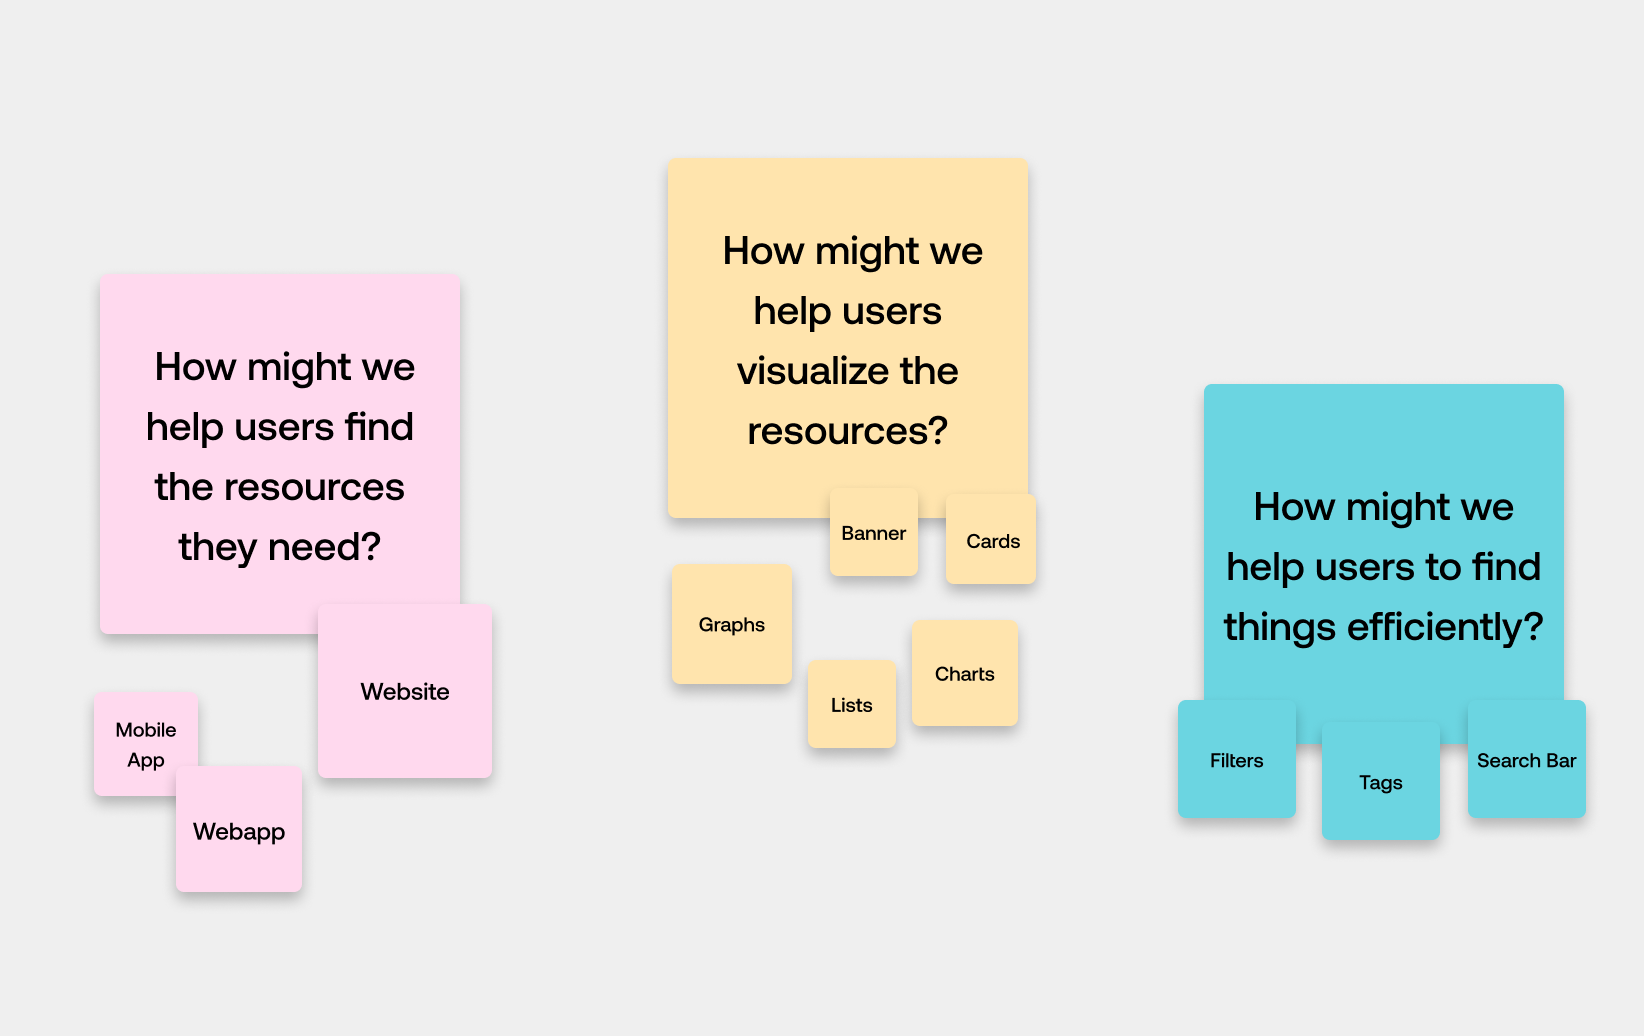 How might we
help users find
the resources
they need?
Website
Mobile
App
Webapp
How might we
help users
visualize the
resources?
Banner
Cards
Graphs
Charts
Lists
How might we
help users to find
things efficiently?
Filters
Tags
Search Bar